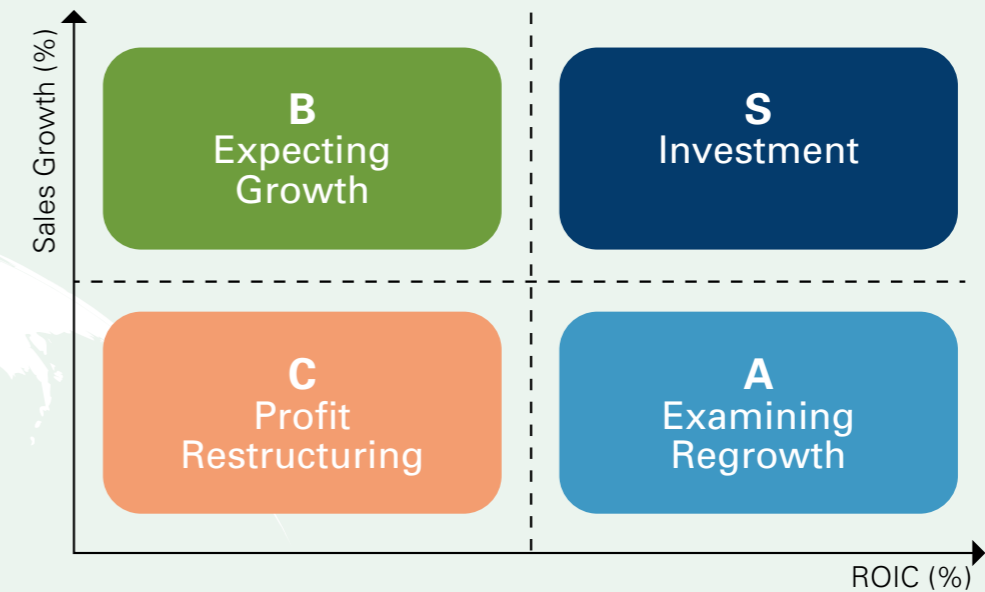 Sales Growth (%)
B
Expecting
Growth
S
Investment
C
Profit
Restructuring
A
Examining
Regrowth
ROIC (%)